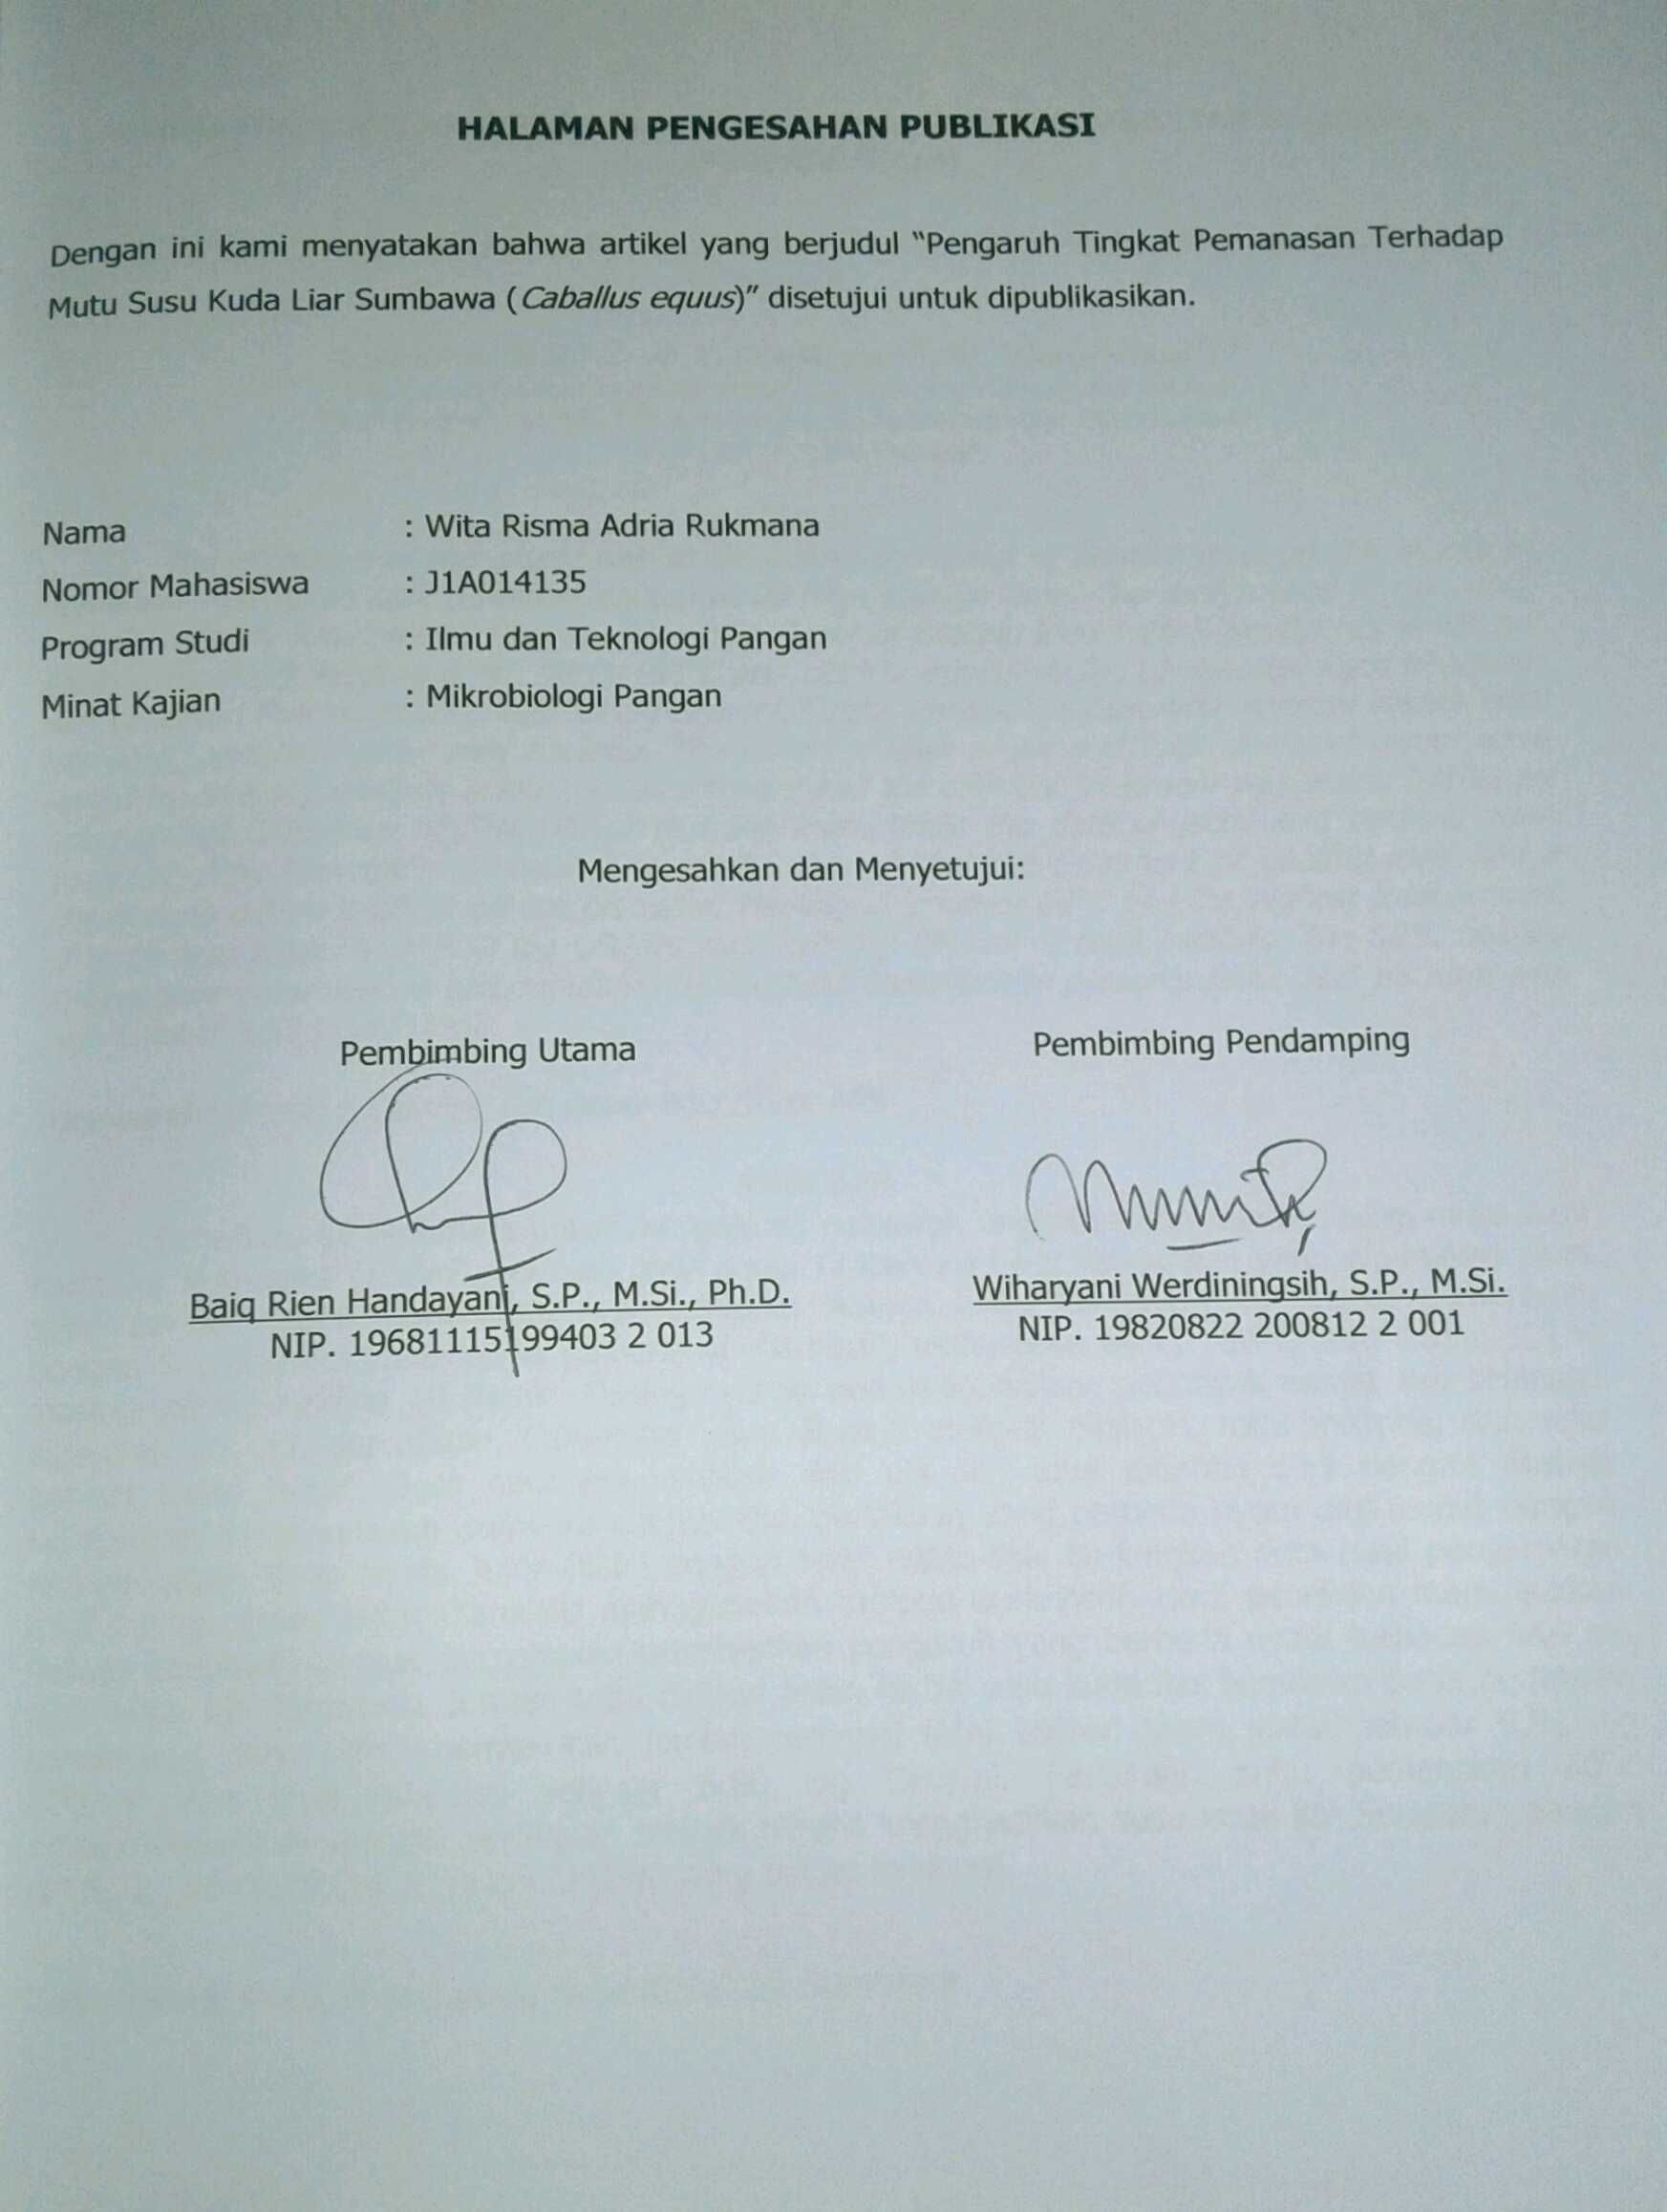 HALAMAN PENGESAHAN PUBLIKASI
Dengan ini kami menyatakan bahwa artikel yang berjudul "Pengaruh Tingkat Pemanasan Terhadap
Mutu Susu Kuda Liar Sumbawa (Caballus equus)" disetujui untuk dipublikasikan.
Nama : Wita Risma Adria Rukmana
Nomor Mahasiswa : J1A014135
Program Studi : Ilmu dan Teknologi Pangan
Minat Kajian : Mikrobiologi Pangan
Mengesahkan dan Menyetujui:
Pembimbing Utama Pembimbing Pendamping
Baiq Rien Handayani, S.P., M.Si., Ph.D. Wiharyani Werdiningsih, S.P., M.Si.
NIP. 19681115199403 2 013 NIP. 19820822 200812 2 001